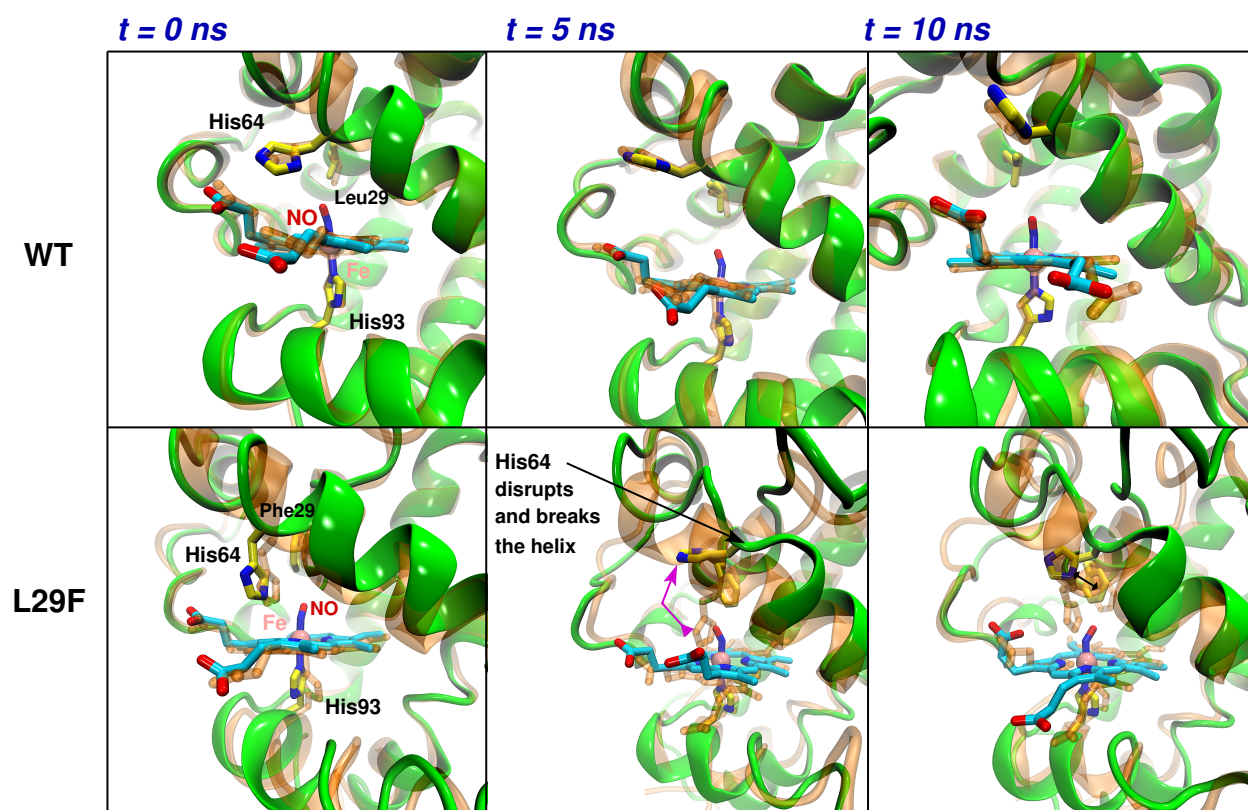 t = 0 ns
t = 5 ns
t = 10 ns
WT
His64
Leu29
NO
Fe
His93
L29F
Phe29
His64
NO
Fe
His93
His64
disrupts
and breaks
the helix